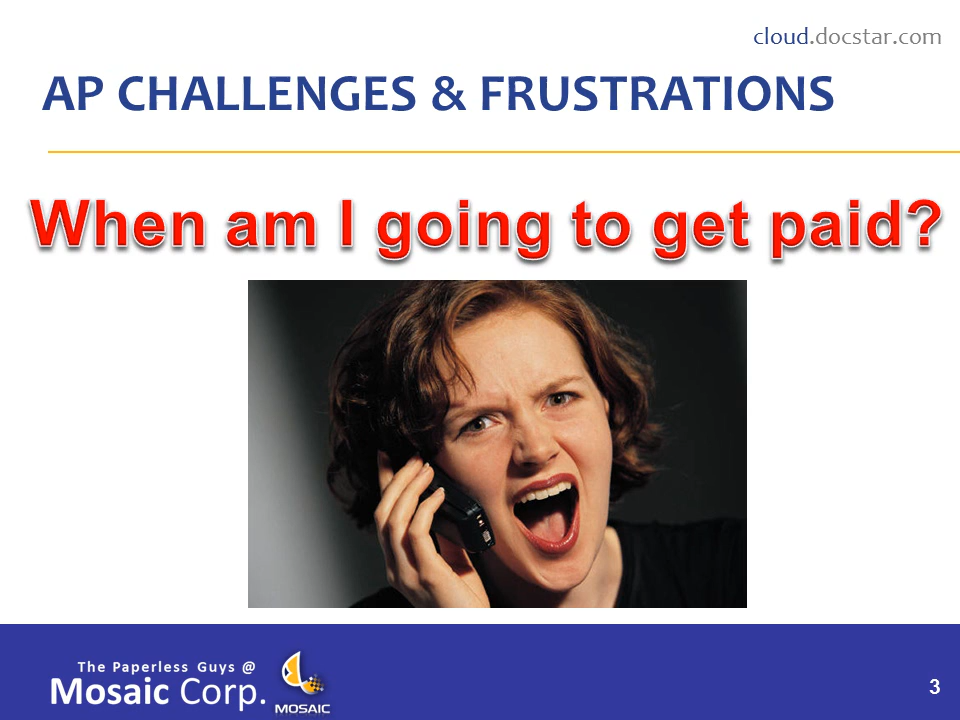 cloud.docstar.com
AP CHALLENGES & FRUSTRATIONS
When am I going to get paid?
The Paperless Guys @
Mosaic Corp.
MOSAIC
3